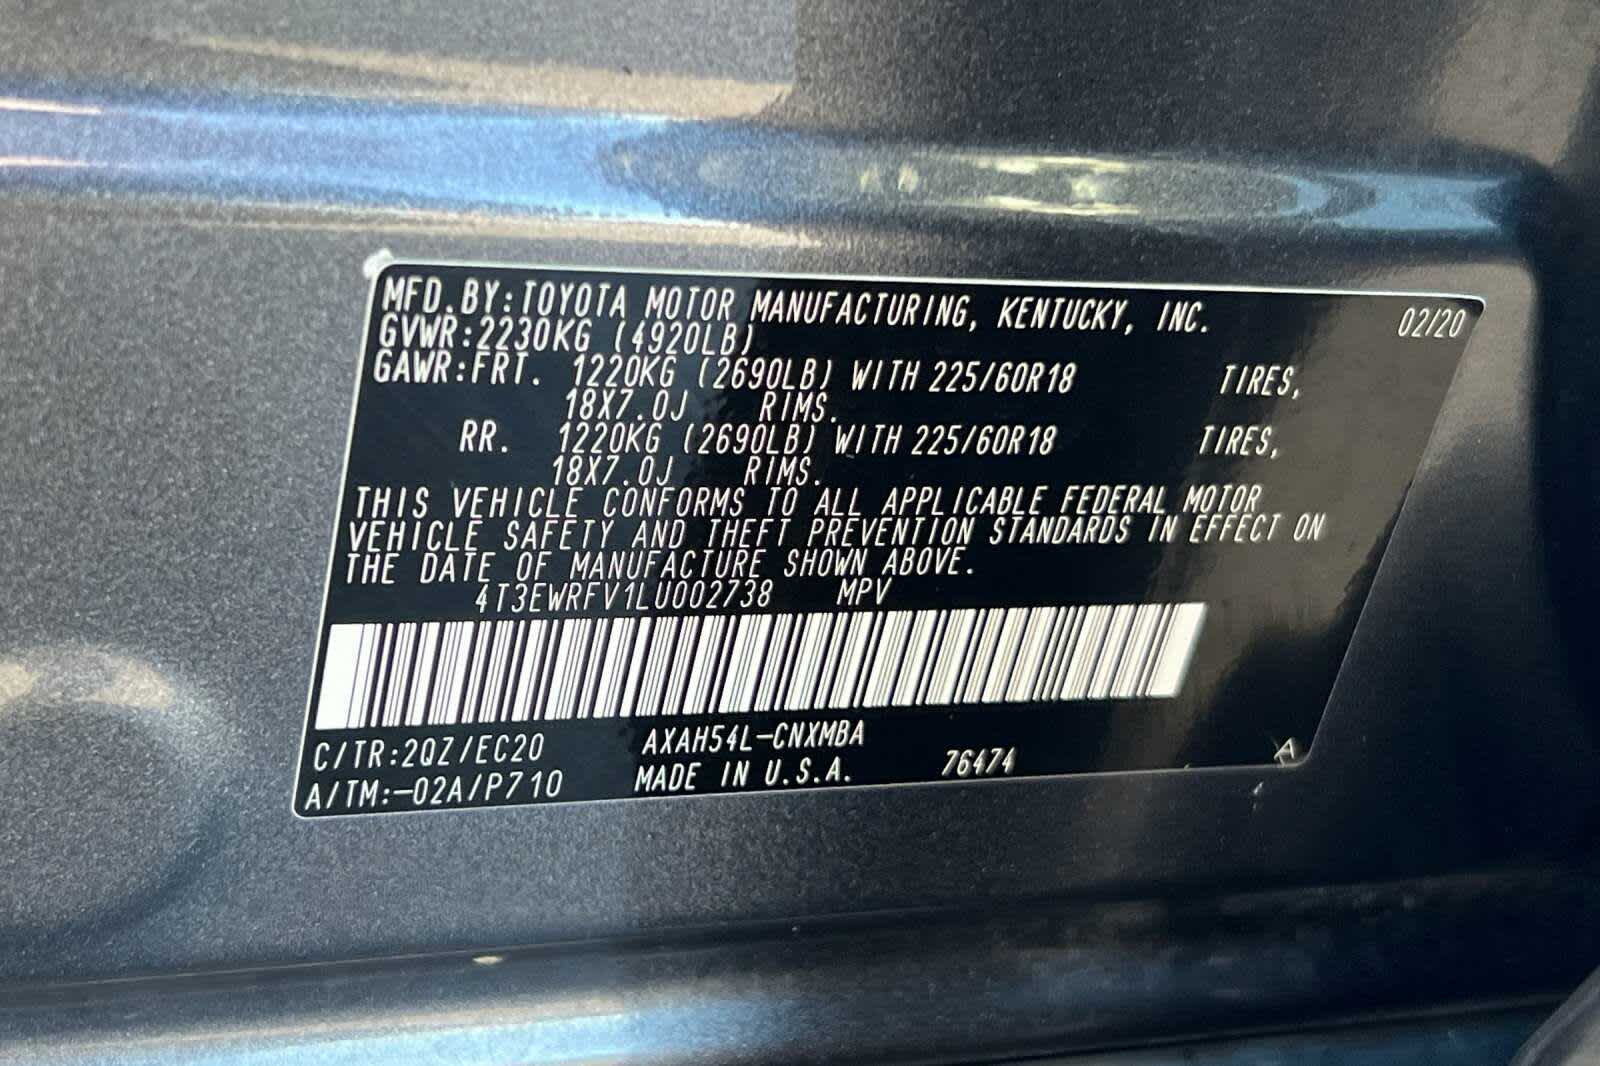 MFD.BY:TOYOTA MOTOR MANUFACTURING, KENTUCKY, INC. 02/20
GVWR:2230KG (4920LB)
GAWR:FRT. 1220KG (2690LB) WITH 225/60R18 TIRES,
18X7.0J RIMS.
RR. 1220KG (2690LB) WITH 225/60R18 TIRES,
18X7.0J RIMS.
THIS VEHICLE CONFORMS TO ALL APPLICABLE FEDERAL MOTOR
VEHICLE SAFETY AND THEFT PREVENTION STANDARDS IN EFFECT ON
THE DATE OF MANUFACTURE SHOWN ABOVE.
4T3EWRFV1LU002738 MPV
C/TR:2QZ/EC20 AXAH54L-CNXMBA
A/TM:-02A/P710 MADE IN U.S.A. 76474 A